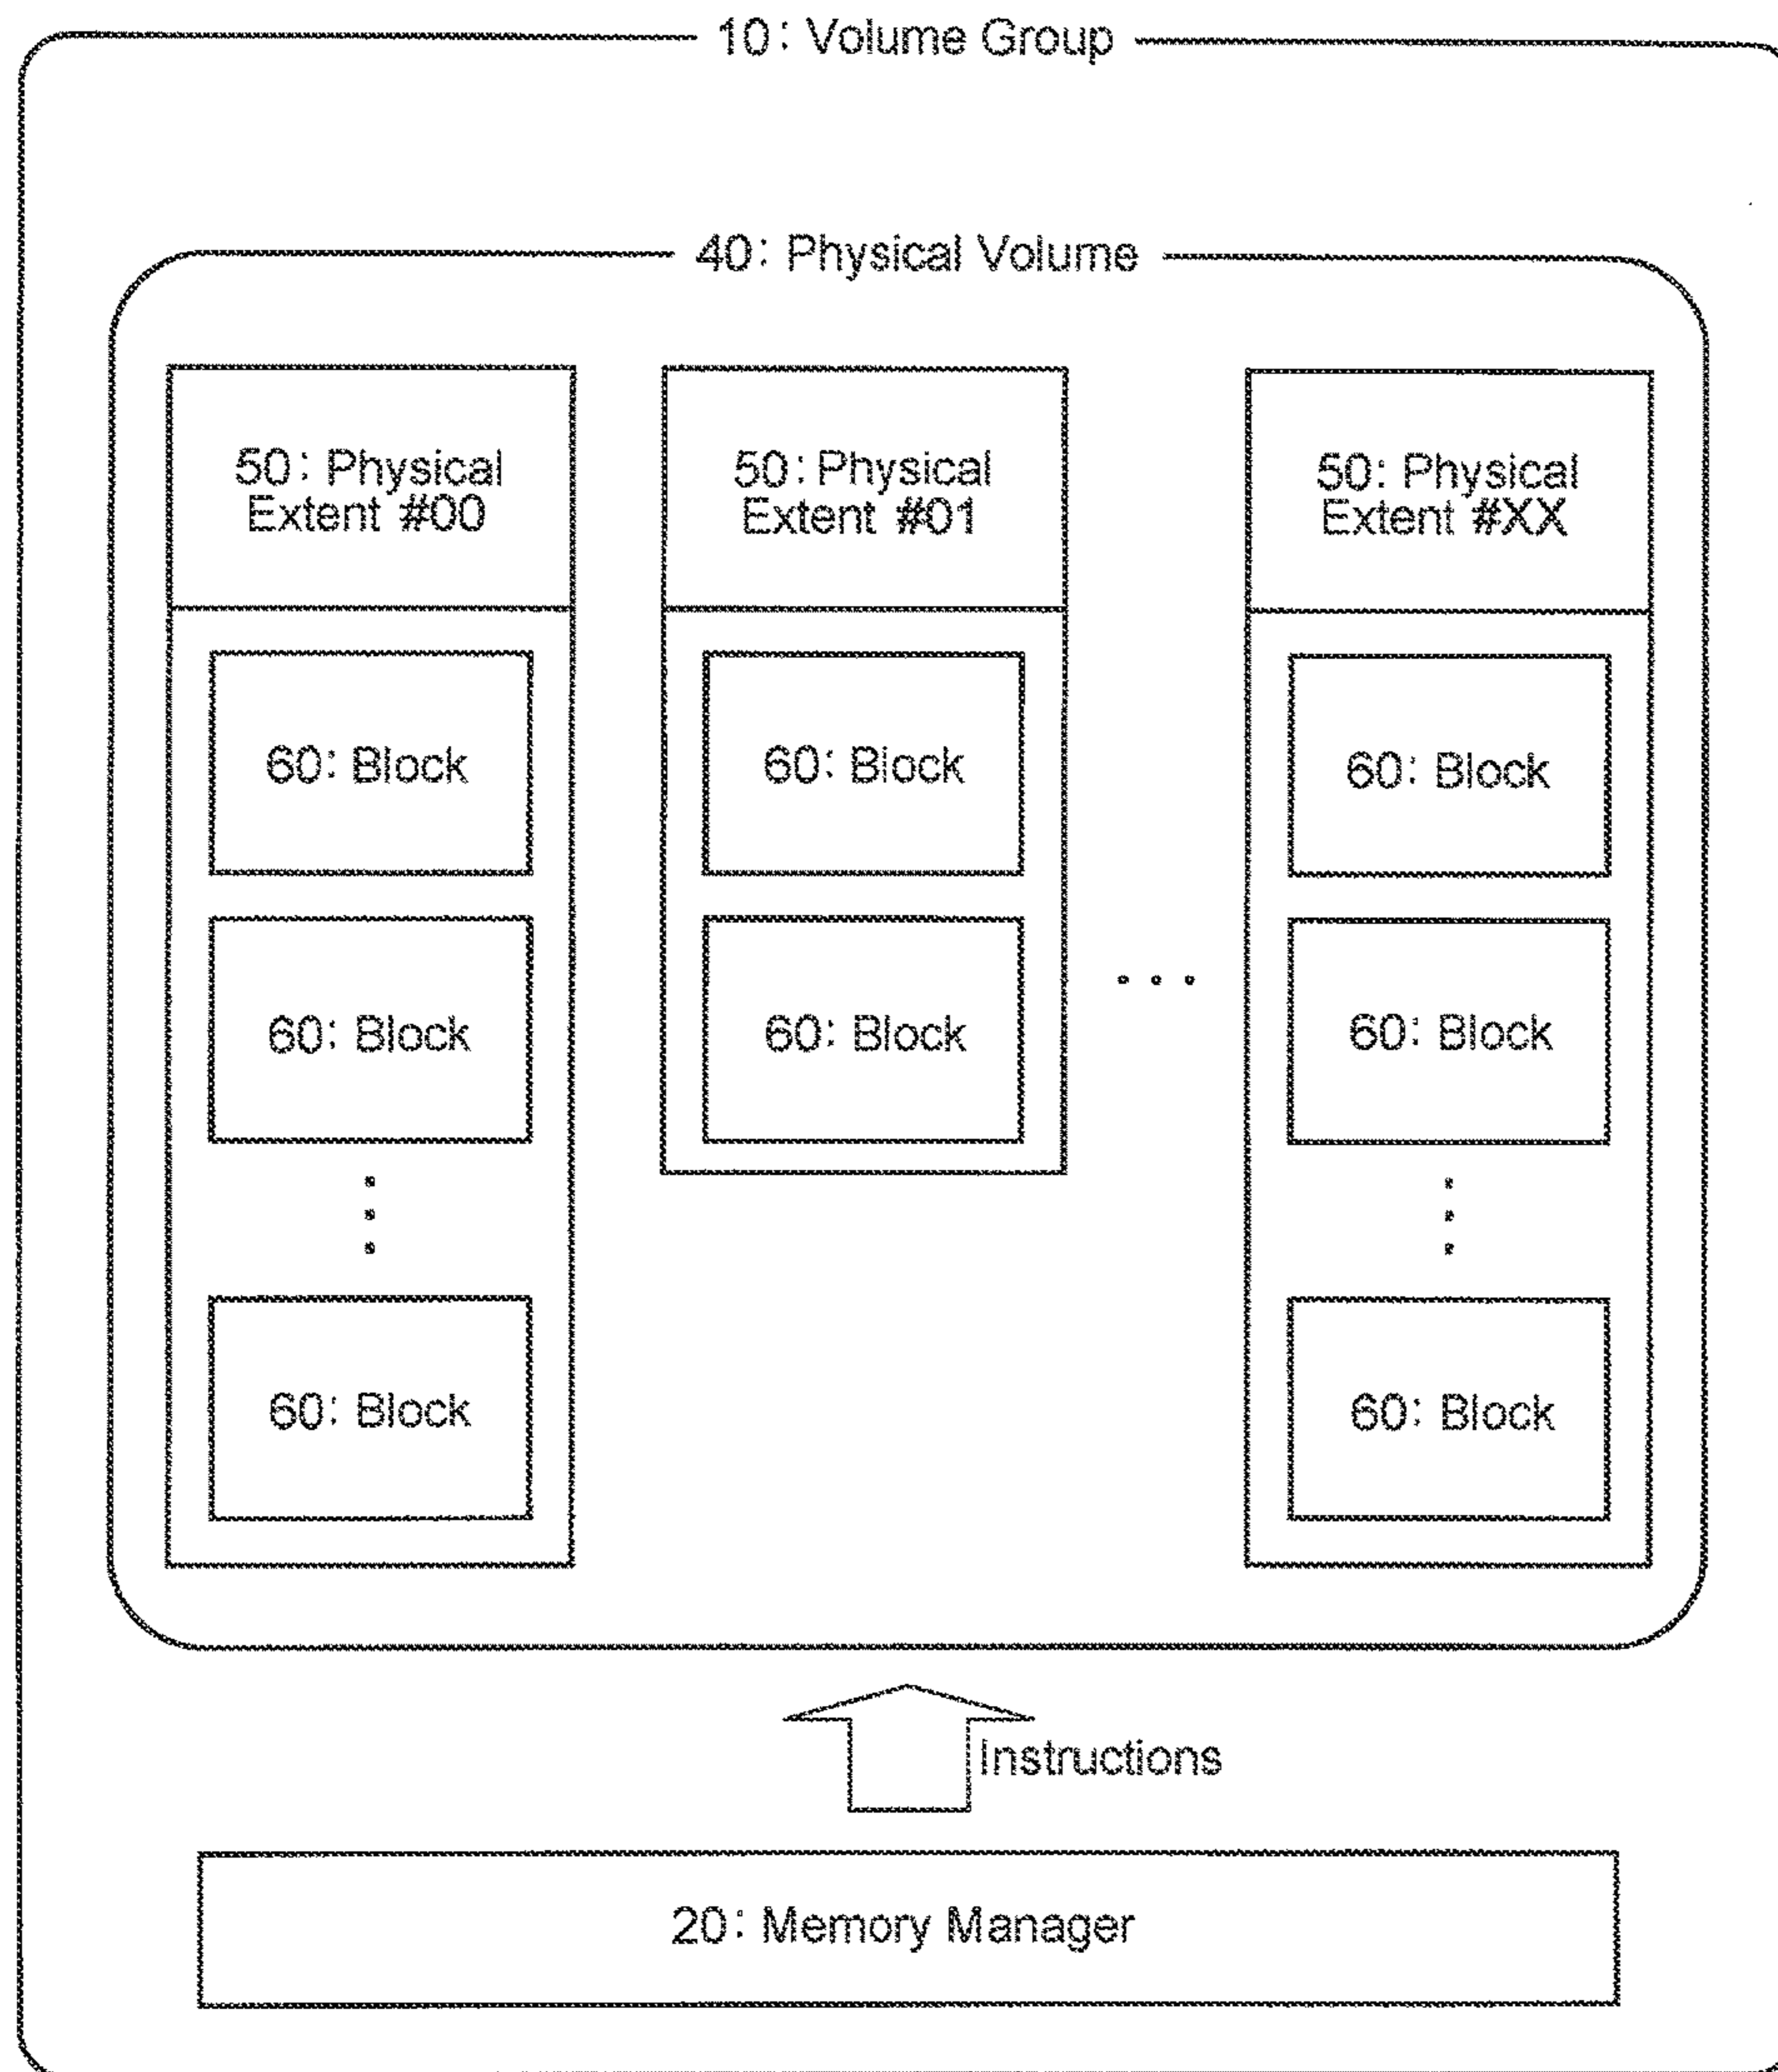 10: Volume Group
40: Physical Volume
50: Physical
Extent #00
60: Block
60: Block
60: Block
50: Physical
Extent #01
60: Block
60: Block
...
50: Physical
Extent #XX
60: Block
60: Block
60: Block
Instructions
20: Memory Manager